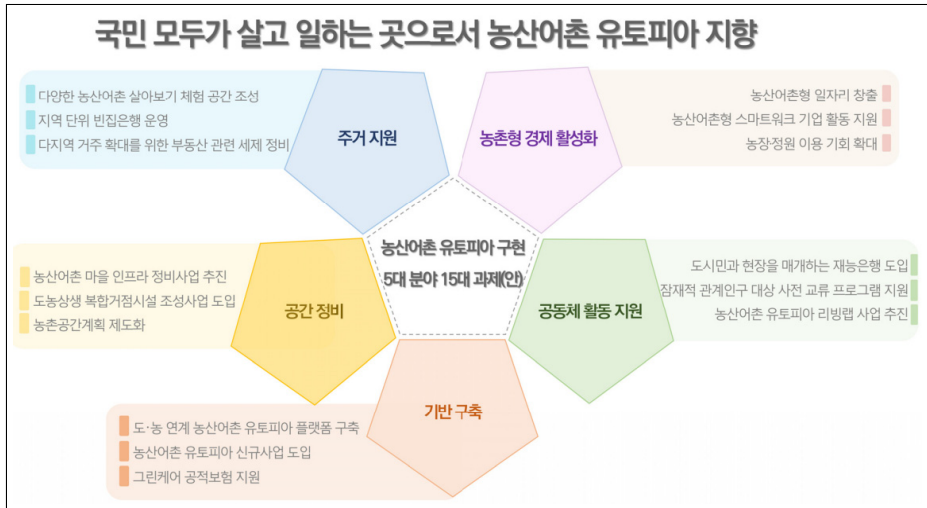 국민 모두가 살고 일하는 곳으로서 농산어촌 유토피아 지향
다양한 농산어촌 살아보기 체험 공간 조성
지역 단위 빈집은행 운영
다지역 거주 확대를 위한 부동산 관련 세제 정비
주거 지원
농촌형 경제 활성화
농산어촌형 일자리 창출
농산어촌형 스마트워크 기업 활동 지원
농장·정원 이용 기회 확대
농산어촌 유토피아 구현
5대 분야 15대 과제(안)
농산어촌 마을 인프라 정비사업 추진
도농상생 복합거점시설 조성사업 도입
농촌공간계획 제도화
공간 정비
공동체 활동 지원
도시민과 현장을 매개하는 재능은행 도입
잠재적 관계인구 대상 사전 교류 프로그램 지원
농산어촌 유토피아 리빙랩 사업 추진
기반 구축
도·농 연계 농산어촌 유토피아 플랫폼 구축
농산어촌 유토피아 신규사업 도입
그린케어 공적보험 지원